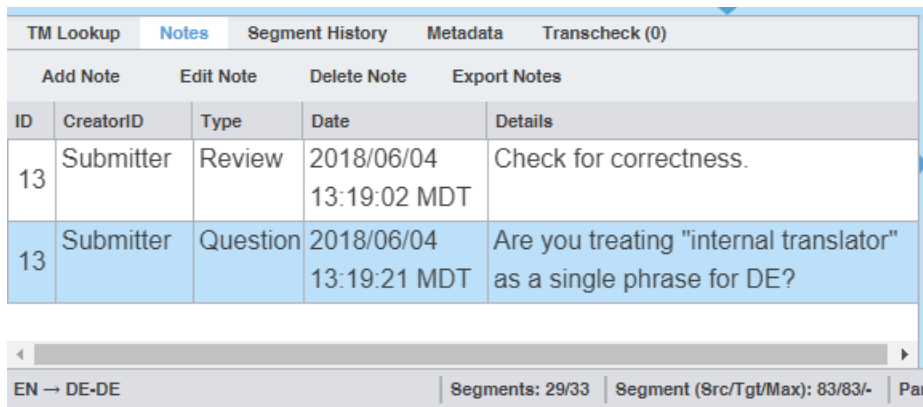 TM Lookup Notes Segment History Metadata Transcheck (0)
Add Note Edit Note Delete Note Export Notes
ID CreatorID Type Date Details
13 Submitter Review 2018/06/04 13:19:02 MDT Check for correctness.
13 Submitter Question 2018/06/04 13:19:21 MDT Are you treating "internal translator" as a single phrase for DE?
EN → DE-DE Segments: 29/33 Segment (Src/Tgt/Max): 83/83/- Pa